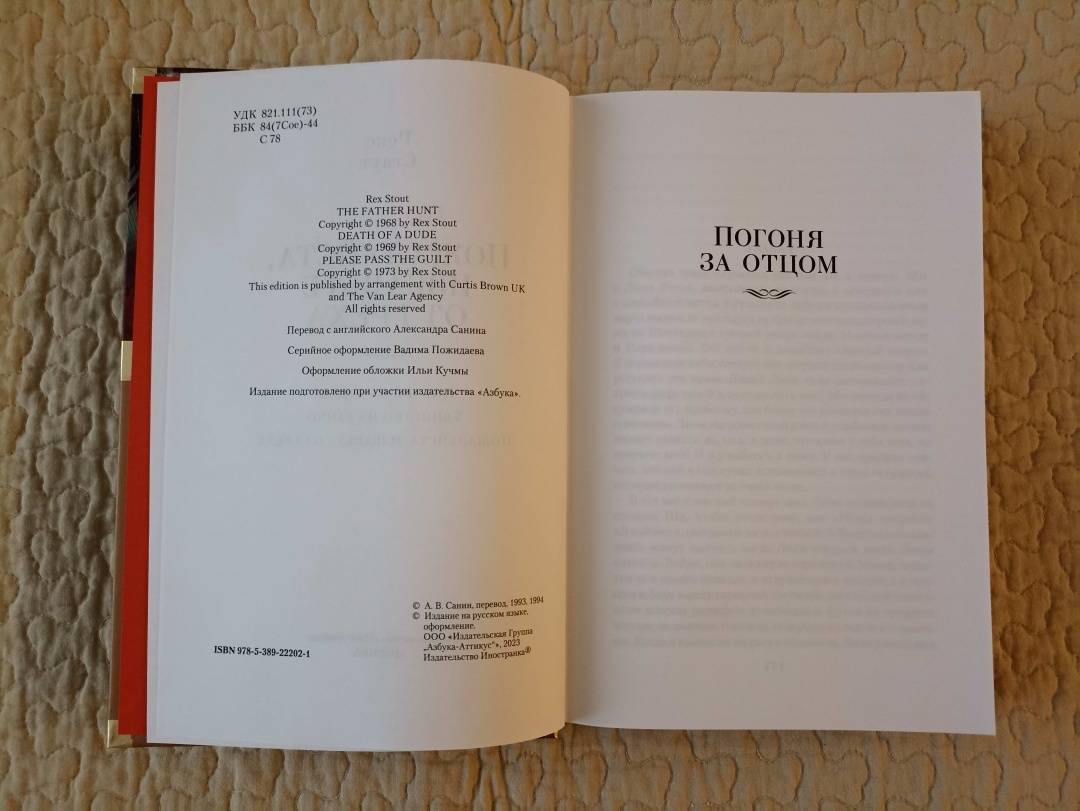 УДК 821.111(73)
ББК 84(7Сое)-44
С 78
Rex Stout
THE FATHER HUNT
Copyright © 1968 by Rex Stout
DEATH OF A DUDE
Copyright © 1969 by Rex Stout
PLEASE PASS THE GUILT
Copyright © 1973 by Rex Stout
This edition is published by arrangement with Curtis Brown UK
and The Van Lear Agency
All rights reserved
Перевод с английского Александра Санина
Серийное оформление Вадима Пожидаева
Оформление обложки Ильи Кучмы
Издание подготовлено при участии издательства «Азбука».
© А. В. Санин, перевод, 1993, 1994
© Издание на русском языке,
оформление.
ООО «Издательская Группа
„Азбука-Аттикус“», 2023
Издательство Иностранка®
ISBN 978-5-389-22202-1
Погоня
за отцом